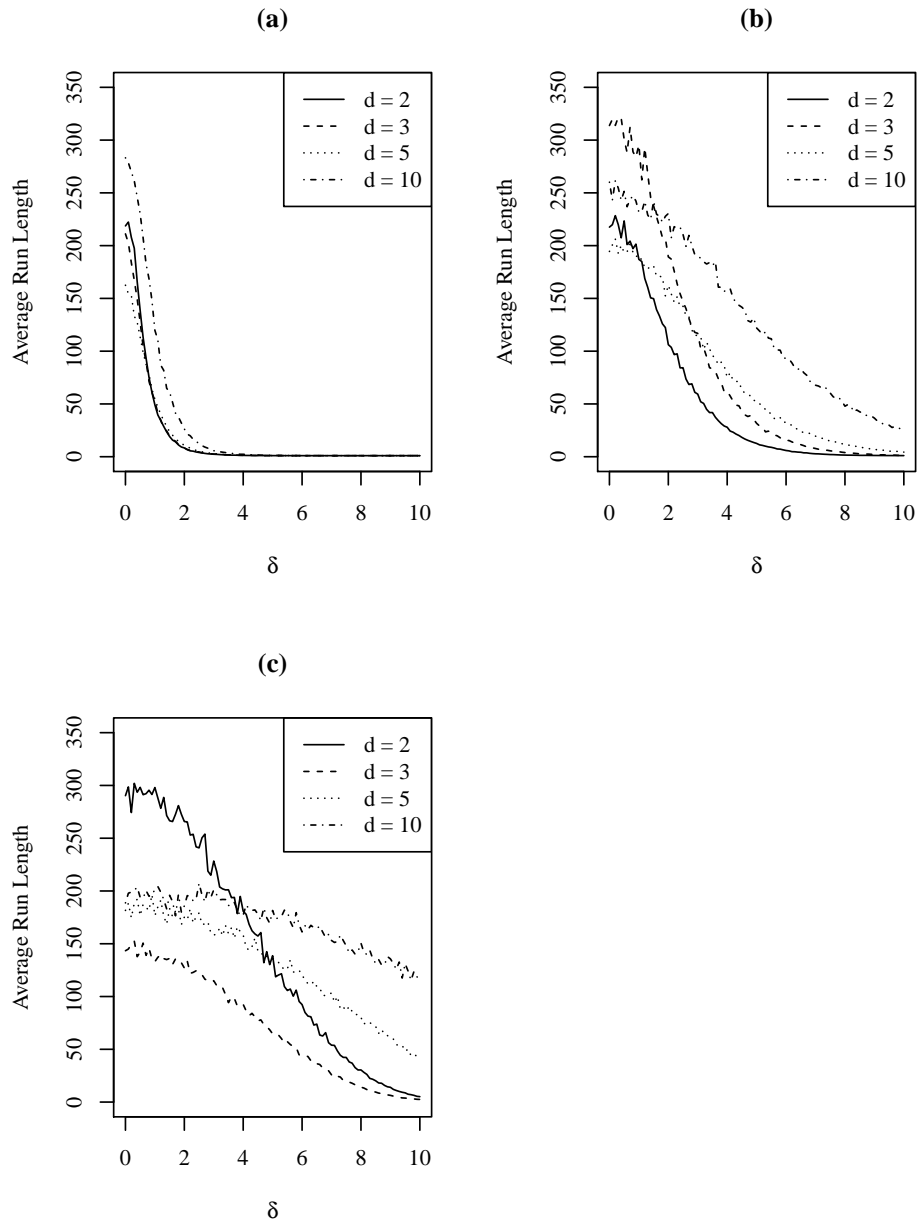 (a)
Average Run Length
350
300
250
200
150
100
50
0
d = 2
d = 3
d = 5
d = 10
0 2 4 6 8 10
δ
(b)
Average Run Length
350
300
250
200
150
100
50
0
d = 2
d = 3
d = 5
d = 10
0 2 4 6 8 10
δ
(c)
Average Run Length
350
300
250
200
150
100
50
0
d = 2
d = 3
d = 5
d = 10
0 2 4 6 8 10
δ